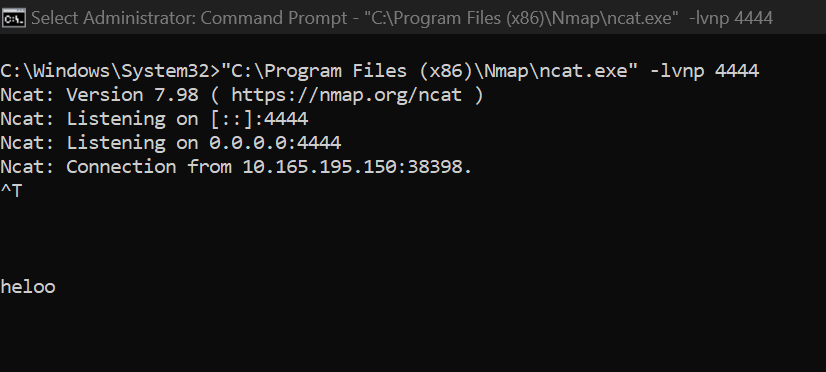 Select Administrator: Command Prompt - "C:\Program Files (x86)\Nmap\ncat.exe" -lvnp 4444
C:\Windows\System32>"C:\Program Files (x86)\Nmap\ncat.exe" -lvnp 4444
Ncat: Version 7.98 ( https://nmap.org/ncat )
Ncat: Listening on [::]:4444
Ncat: Listening on 0.0.0.0:4444
Ncat: Connection from 10.165.195.150:38398.
^T
heloo